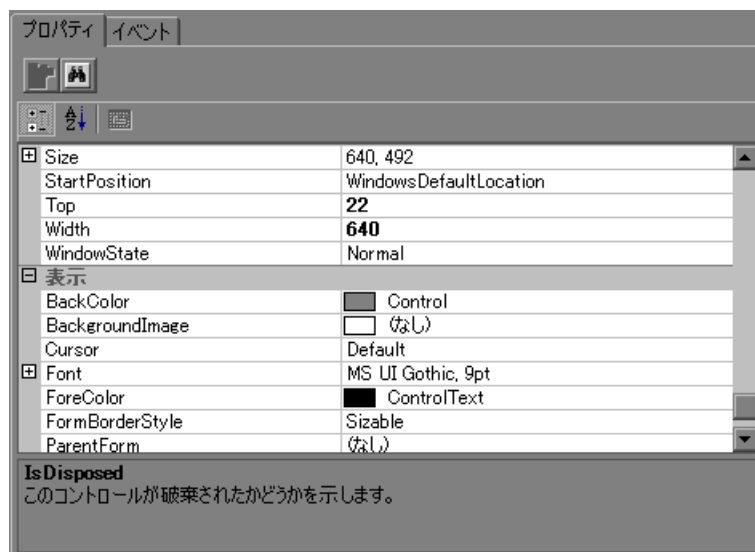 プロパティ イベント
Size 640, 492
StartPosition WindowsDefaultLocation
Top 22
Width 640
WindowState Normal
表示
BackColor Control
BackgroundImage (なし)
Cursor Default
Font MS UI Gothic, 9pt
ForeColor ControlText
FormBorderStyle Sizable
ParentForm (なし)
IsDisposed
このコントロールが破棄されたかどうかを示します。